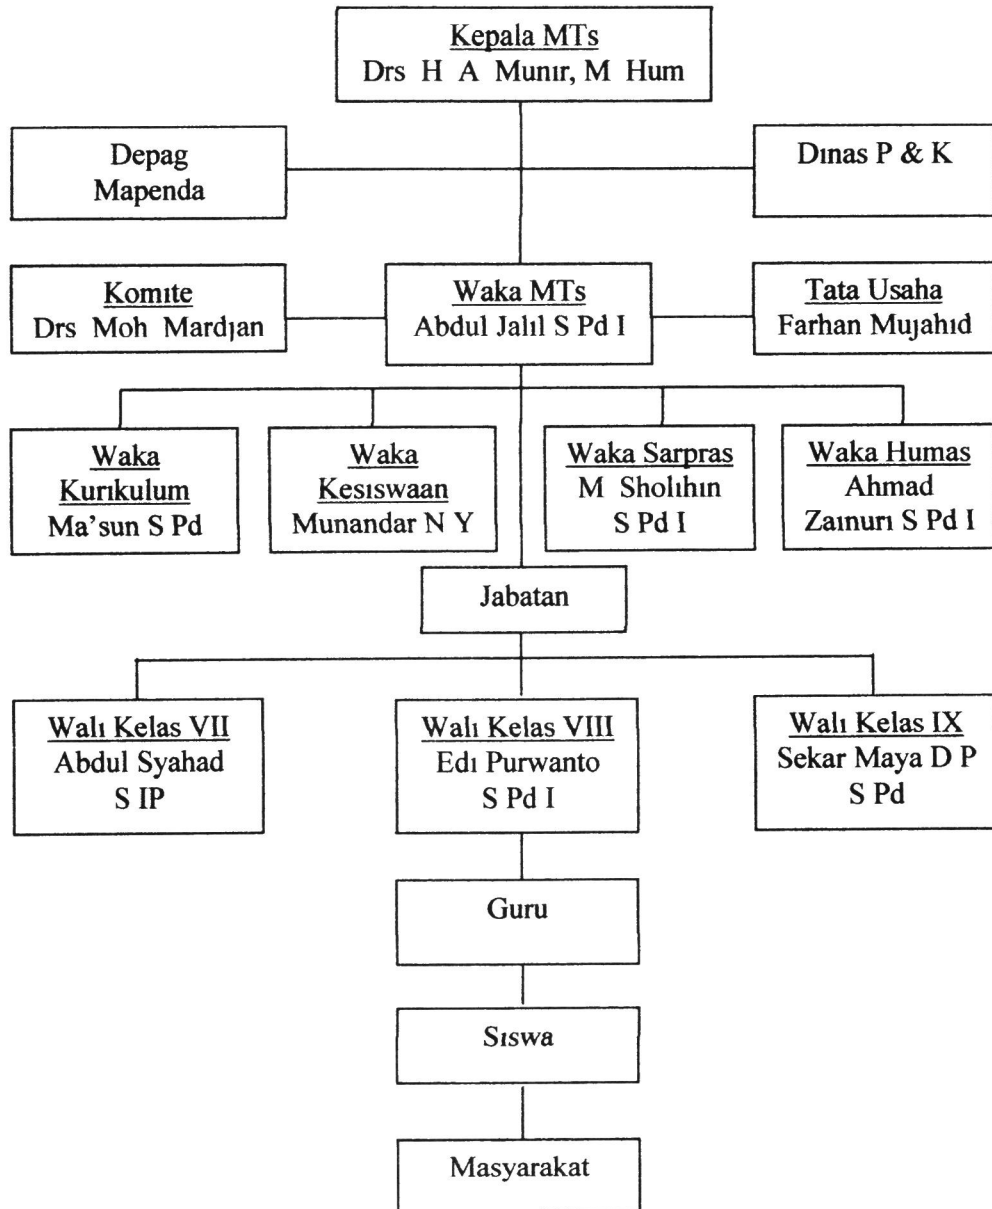 Kepala MTs
Drs H A Munir, M Hum
Depag
Mapenda
Dinas P & K
Komite
Drs Moh Mardjan
Waka MTs
Abdul Jalil S Pd I
Tata Usaha
Farhan Mujahid
Waka
Kurikulum
Ma'sun S Pd
Waka
Kesiswaan
Munandar N Y
Waka Sarpras
M Sholihin
S Pd I
Waka Humas
Ahmad
Zainuri S Pd I
Jabatan
Wali Kelas VII
Abdul Syahad
S IP
Wali Kelas VIII
Edi Purwanto
S Pd I
Wali Kelas IX
Sekar Maya D P
S Pd
Guru
Siswa
Masyarakat